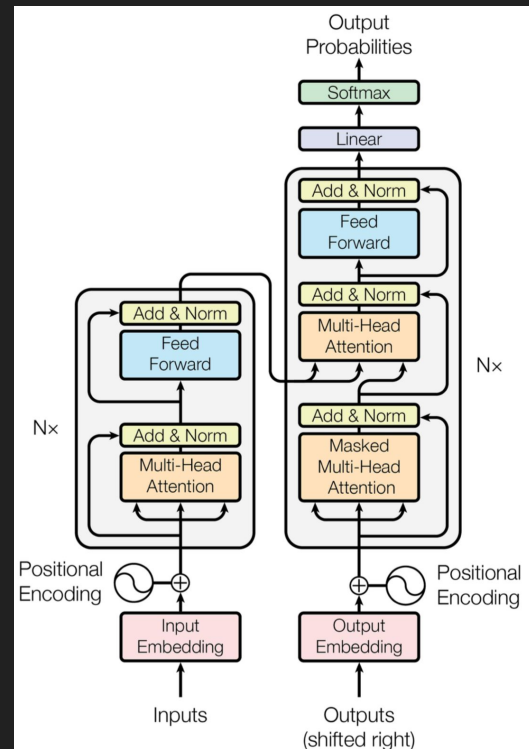 Output
Probabilities
Softmax
Linear
Add & Norm
Feed
Forward
Add & Norm
Multi-Head
Attention
Add & Norm
Masked
Multi-Head
Attention
Nx
Add & Norm
Feed
Forward
Add & Norm
Multi-Head
Attention
Nx
Positional
Encoding
Positional
Encoding
Input
Embedding
Output
Embedding
Inputs
Outputs
(shifted right)